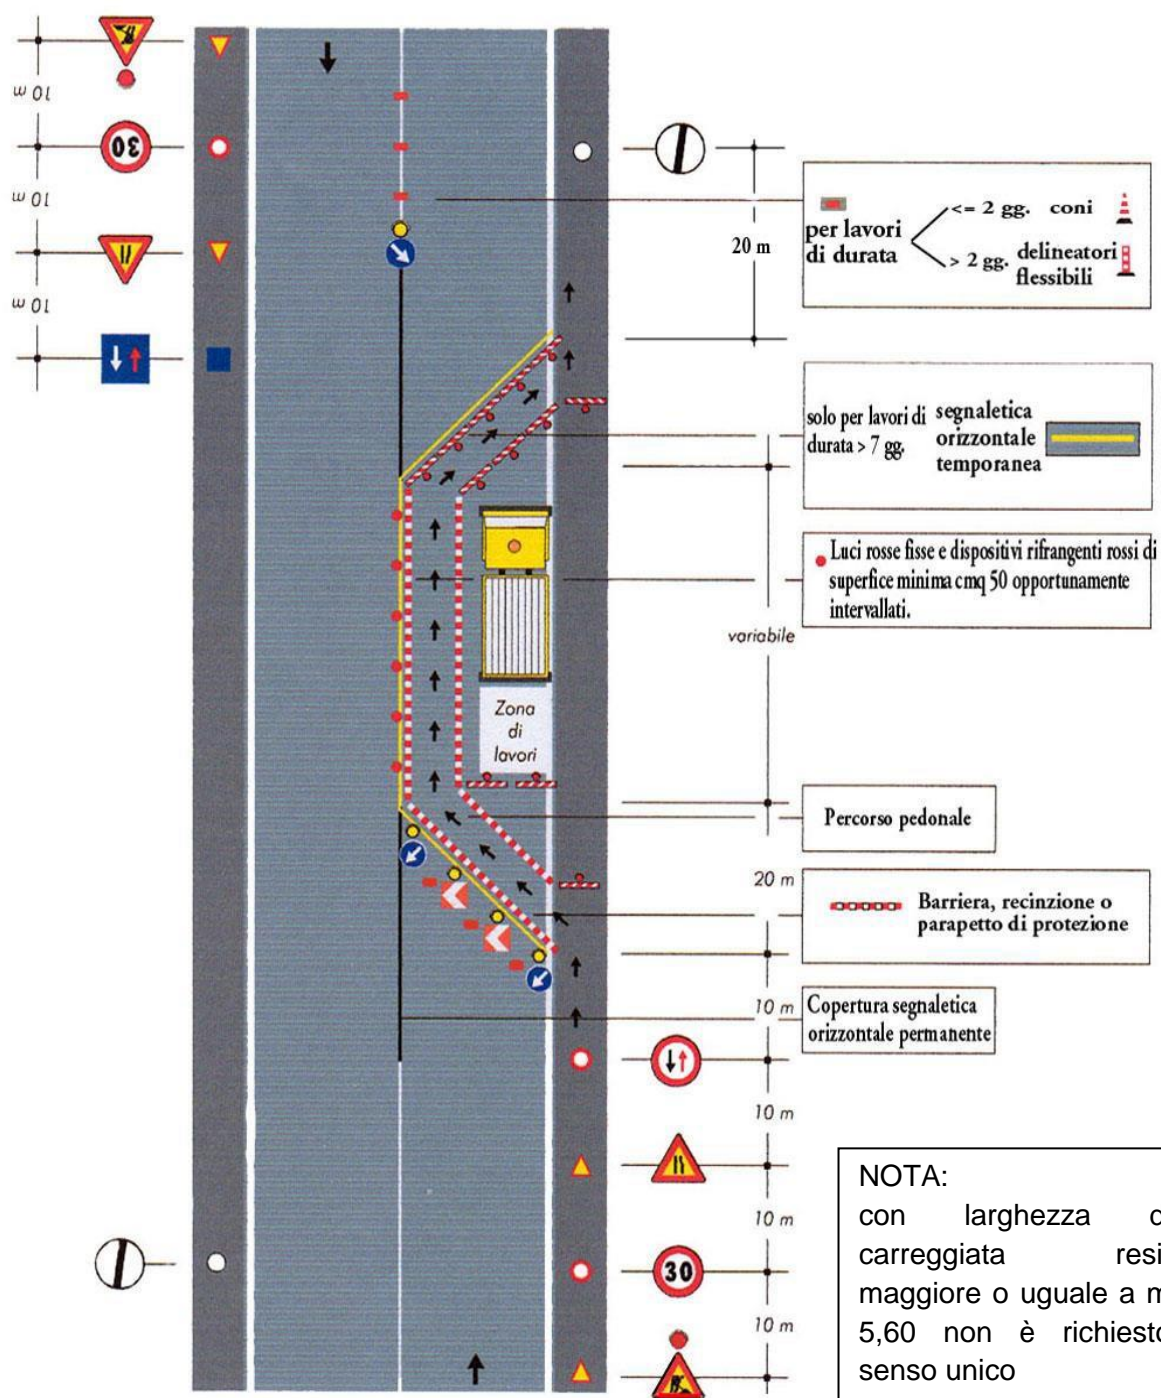 10 m
30
10 m
10 m
20 m
per lavori
di durata
<= 2 gg. coni
> 2 gg. delineatori
flessibili
solo per lavori di
durata > 7 gg.
segnaletica
orizzontale
temporanea
Luci rosse fisse e dispositivi rifrangenti rossi di
superfice minima cmq 50 opportunamente
intervallati.
variabile
Zona
di
lavori
Percorso pedonale
20 m
Barriera, recinzione o
parapetto di protezione
10 m
Copertura segnaletica
orizzontale permanente
10 m
10 m
30
10 m
NOTA:
con larghezza
carreggiata
maggiore o uguale a
5,60 non è
senso unico